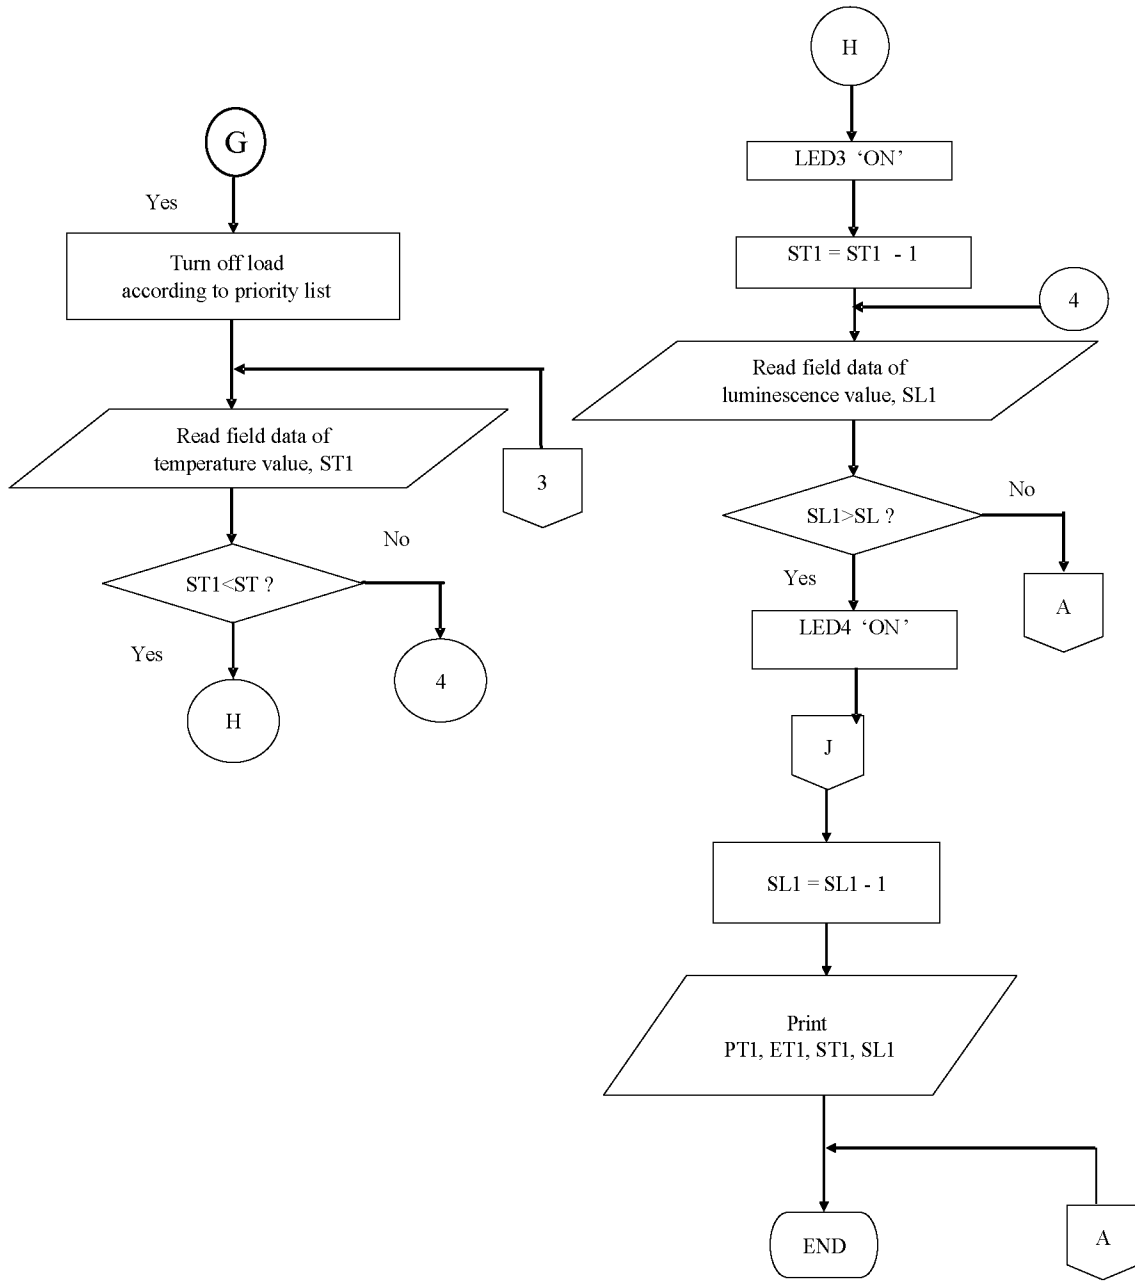 G
Yes
Turn off load
according to priority list
Read field data of
temperature value, ST1
3
No
ST1<ST ?
Yes
4
H
H
LED3 ‘ON’
ST1 = ST1 - 1
4
Read field data of
luminescence value, SL1
No
SL1>SL ?
Yes
A
LED4 ‘ON’
J
SL1 = SL1 - 1
Print
PT1, ET1, ST1, SL1
END
A